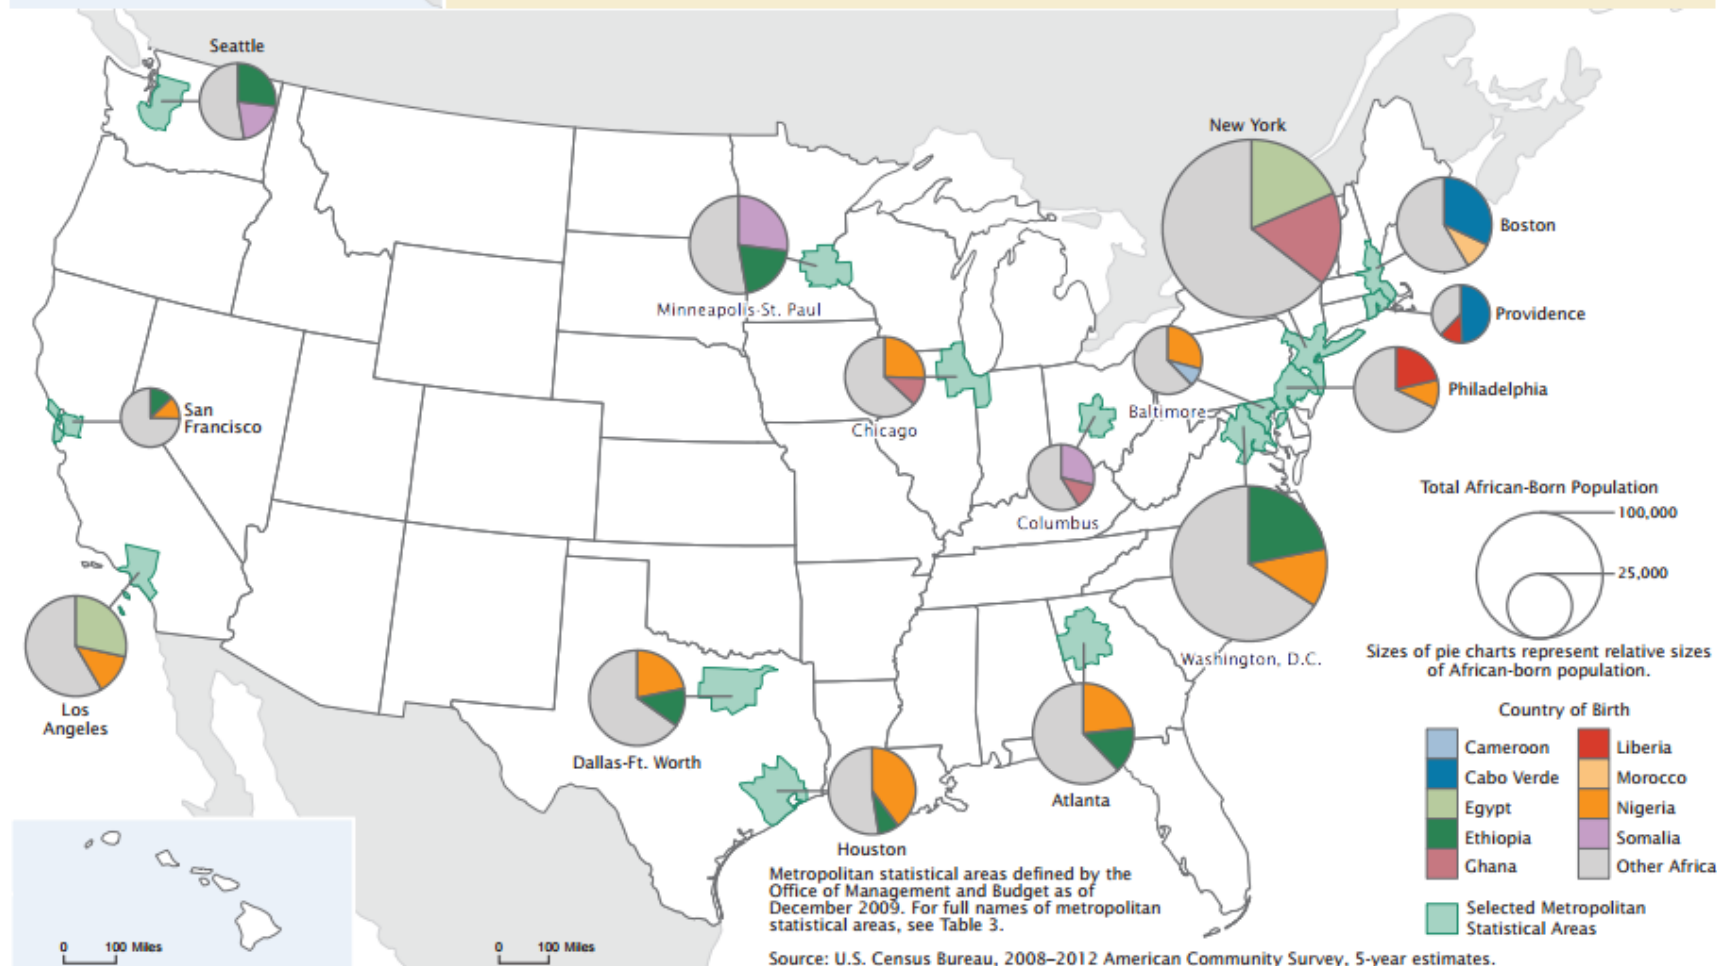 Seattle
New York
Boston
Minneapolis-St. Paul
Providence
Chicago
Baltimore
Philadelphia
San
Francisco
Columbus
Total African-Born Population
100,000
25,000
Sizes of pie charts represent relative sizes
of African-born population.
Washington, D.C.
Los
Angeles
Dallas-Ft. Worth
Atlanta
Houston
Country of Birth
Cameroon
Cabo Verde
Egypt
Ethiopia
Ghana
Liberia
Morocco
Nigeria
Somalia
Other Africa
Selected Metropolitan
Statistical Areas
Metropolitan statistical areas defined by the
Office of Management and Budget as of
December 2009. For full names of metropolitan
statistical areas, see Table 3.
0 100 Miles
0 100 Miles
Source: U.S. Census Bureau, 2008–2012 American Community Survey, 5-year estimates.